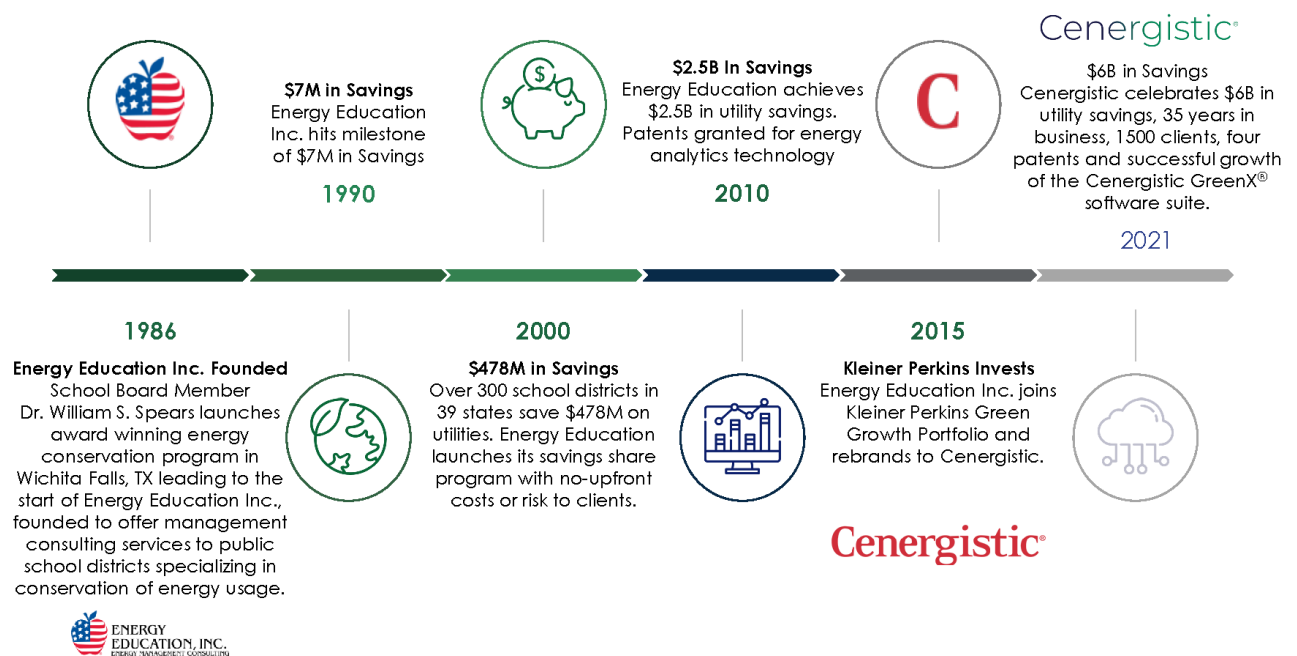 $7M in Savings
Energy Education
Inc. hits milestone
of $7M in Savings
1990
$
$2.5B In Savings
Energy Education achieves
$2.5B in utility savings.
Patents granted for energy
analytics technology
2010
C
Cenergistic®
$6B in Savings
Cenergistic celebrates $6B in
utility savings, 35 years in
business, 1500 clients, four
patents and successful growth
of the Cenergistic GreenX®
software suite.
2021
1986
Energy Education Inc. Founded
School Board Member
Dr. William S. Spears launches
award winning energy
conservation program in
Wichita Falls, TX leading to the
start of Energy Education Inc.,
founded to offer management
consulting services to public
school districts specializing in
conservation of energy usage.
ENERGY
EDUCATION, INC.
ENERGY MANAGEMENT CONSULTING
2000
$478M in Savings
Over 300 school districts in
39 states save $478M on
utilities. Energy Education
launches its savings share
program with no-upfront
costs or risk to clients.
2015
Kleiner Perkins Invests
Energy Education Inc. joins
Kleiner Perkins Green
Growth Portfolio and
rebrands to Cenergistic.
Cenergistic®